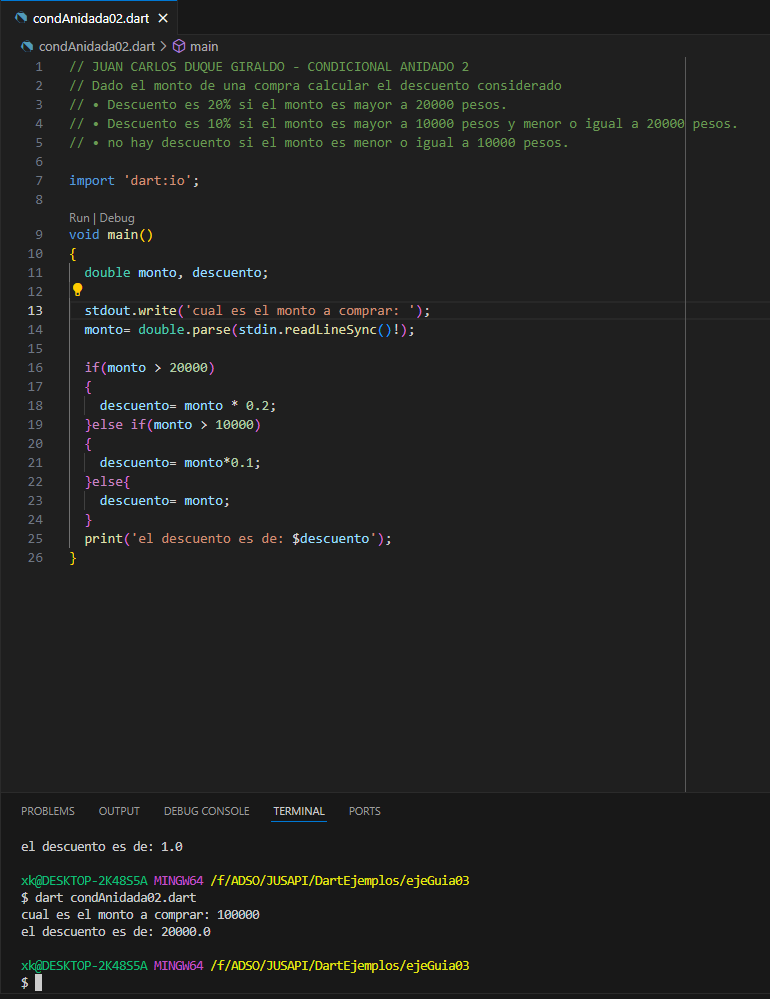 condAnidada02.dart ✕
condAnidada02.dart > main
1 // JUAN CARLOS DUQUE GIRALDO - CONDICIONAL ANIDADO 2
2 // Dado el monto de una compra calcular el descuento considerado
3 // • Descuento es 20% si el monto es mayor a 20000 pesos.
4 // • Descuento es 10% si el monto es mayor a 10000 pesos y menor o igual a 20000 pesos.
5 // • no hay descuento si el monto es menor o igual a 10000 pesos.
6
7 import 'dart:io';
8
Run | Debug
9 void main()
10 {
11   double monto, descuento;
12
13   stdout.write('cual es el monto a comprar: ');
14   monto= double.parse(stdin.readLineSync()!);
15
16   if(monto > 20000)
17   {
18     descuento= monto * 0.2;
19   }else if(monto > 10000)
20   {
21     descuento= monto*0.1;
22   }else{
23     descuento= monto;
24   }
25   print('el descuento es de: $descuento');
26 }
PROBLEMS OUTPUT DEBUG CONSOLE TERMINAL PORTS
el descuento es de: 1.0
xk@DESKTOP-2K48S5A MINGW64 /f/ADSO/JUSAPI/DartEjemplos/ejeGuia03
$ dart condAnidada02.dart
cual es el monto a comprar: 100000
el descuento es de: 20000.0
xk@DESKTOP-2K48S5A MINGW64 /f/ADSO/JUSAPI/DartEjemplos/ejeGuia03
$